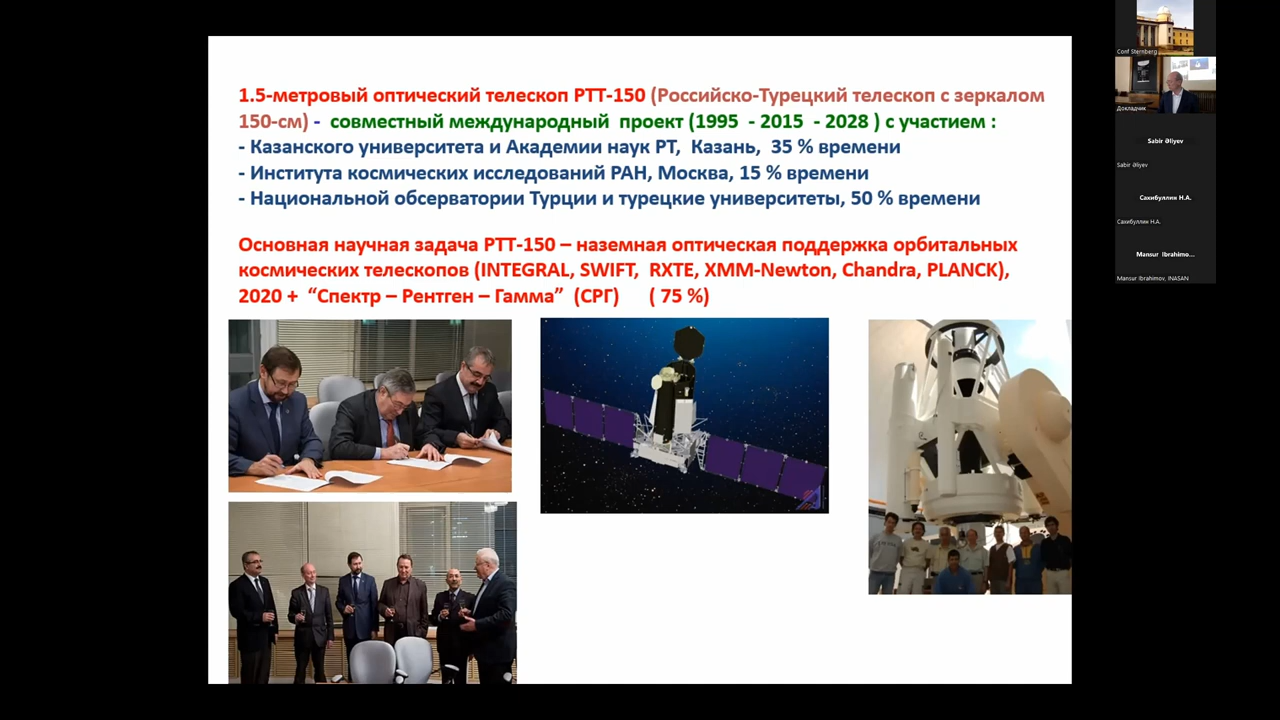 1.5-метровый оптический телескоп РТТ-150 (Российско-Турецкий телескоп с зеркалом
150-см) - совместный международный проект (1995 - 2015 - 2028 ) с участием :
- Казанского университета и Академии наук РТ, Казань, 35 % времени
- Института космических исследований РАН, Москва, 15 % времени
- Национальной обсерватории Турции и турецкие университеты, 50 % времени
Основная научная задача РТТ-150 – наземная оптическая поддержка орбитальных
космических телескопов (INTEGRAL, SWIFT, RXTE, XMM-Newton, Chandra, PLANCK),
2020 + “Спектр – Рентген – Гамма” (СРГ) ( 75 %)
Conf Sternberg
Докладчик
Sabir Əliyev
Sabir Əliyev
Сахибуллин Н.А.
Сахибуллин Н.А.
Mansur Ibrahimo...
Mansur Ibrahimov, INASAN